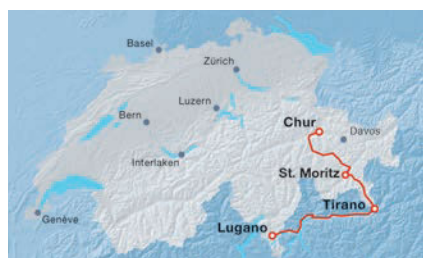 Basel
Zürich
Luzern
Chur
Bern
Davos
Interlaken
St. Moritz
Tirano
Genève
Lugano